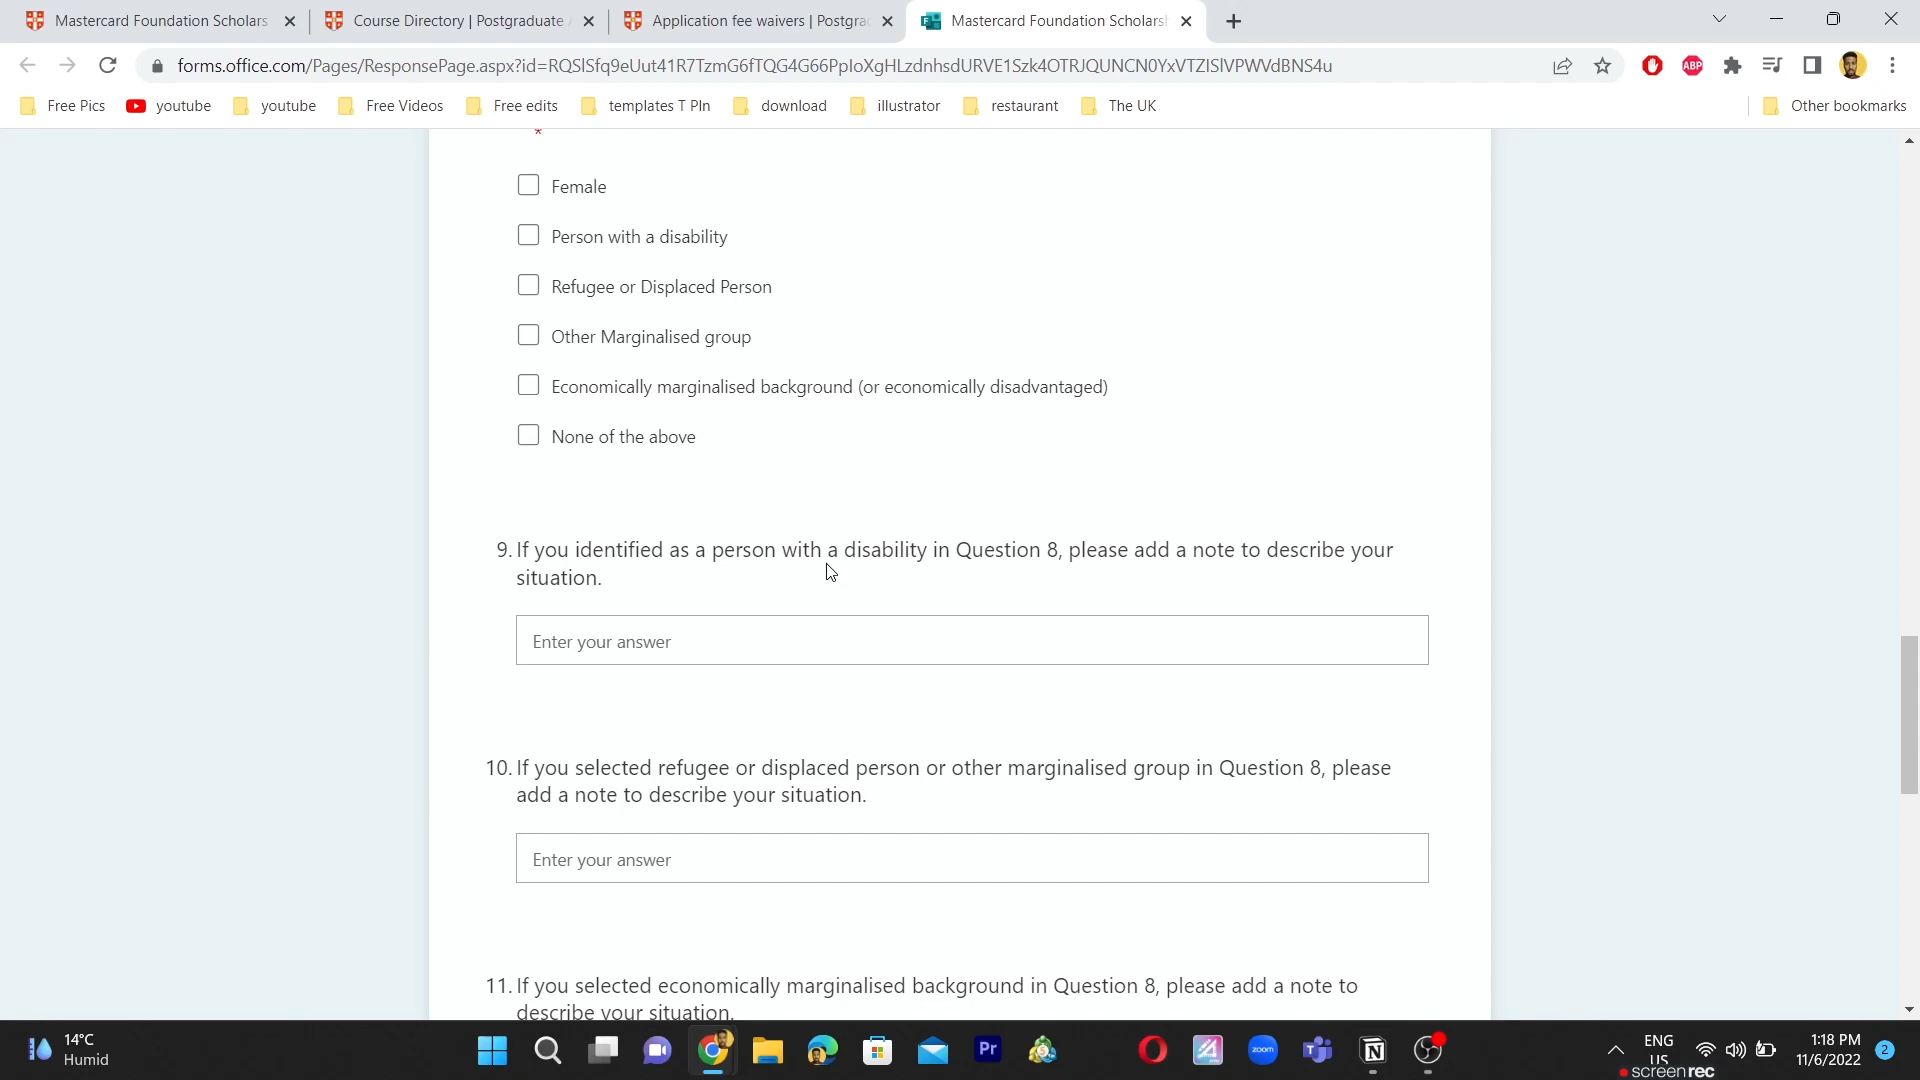 Mastercard Foundation Scholars
Course Directory | Postgraduate
Application fee waivers | Postgra
Mastercard Foundation Scholarsh
forms.office.com/Pages/ResponsePage.aspx?id=RQSlSfq9eUut41R7TzmG6fTQG4G66PploXgHLzdnhsdURVE1Szk4OTRJQUNCN0YxVTZISlVPWVdBNS4u
ABP
Free Pics
youtube
youtube
Free Videos
Free edits
templates T Pln
download
illustrator
restaurant
The UK
Other bookmarks
*
Female
Person with a disability
Refugee or Displaced Person
Other Marginalised group
Economically marginalised background (or economically disadvantaged)
None of the above
9. If you identified as a person with a disability in Question 8, please add a note to describe your
situation.
Enter your answer
10. If you selected refugee or displaced person or other marginalised group in Question 8, please
add a note to describe your situation.
Enter your answer
11. If you selected economically marginalised background in Question 8, please add a note to
describe your situation.
14°C
Humid
Pr
zoom
ENG
US
1:18 PM
11/6/2022
2
screenrec